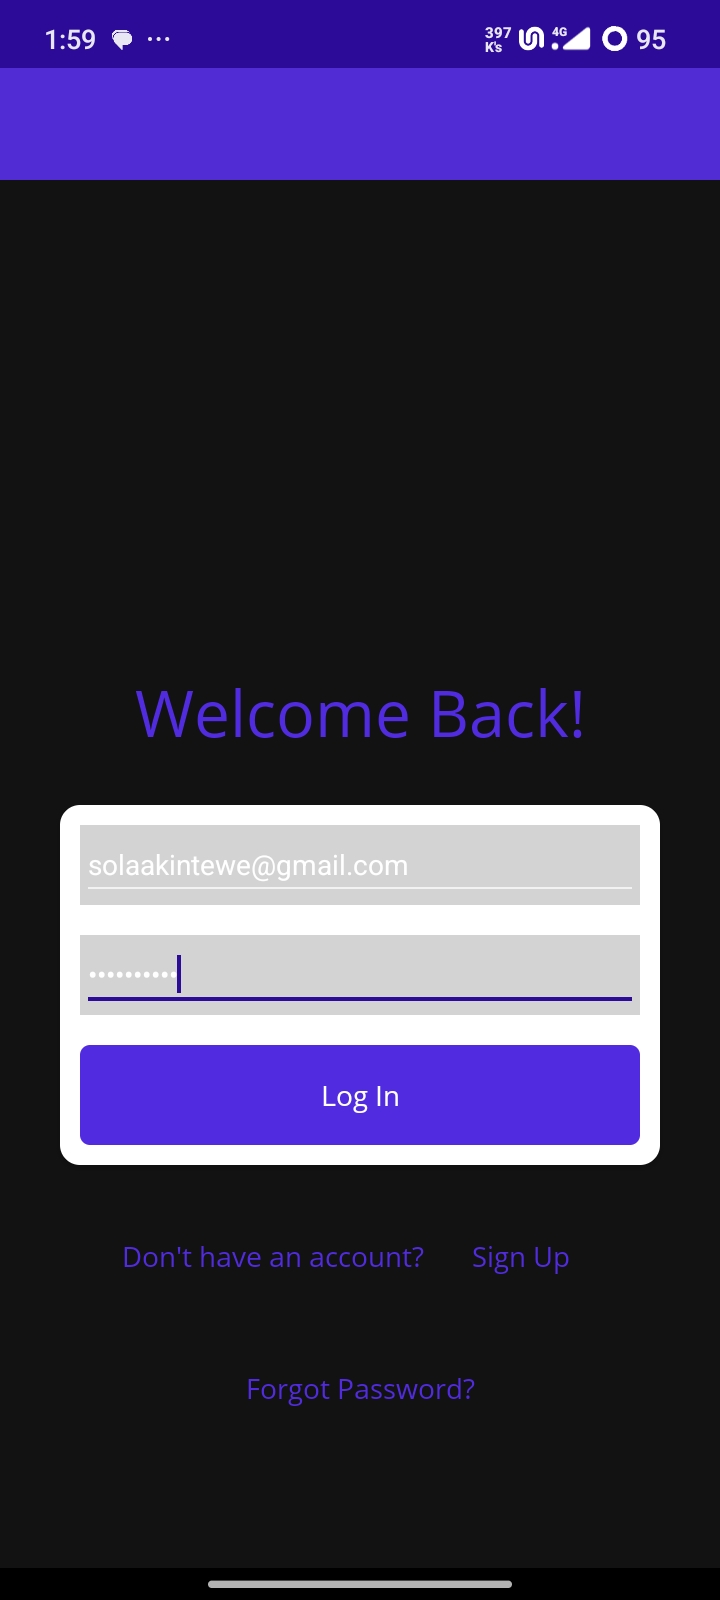 1:59 ... 397 K's 4G 95
Welcome Back!
solaakintewe@gmail.com
••••••••••
Log In
Don't have an account? Sign Up
Forgot Password?